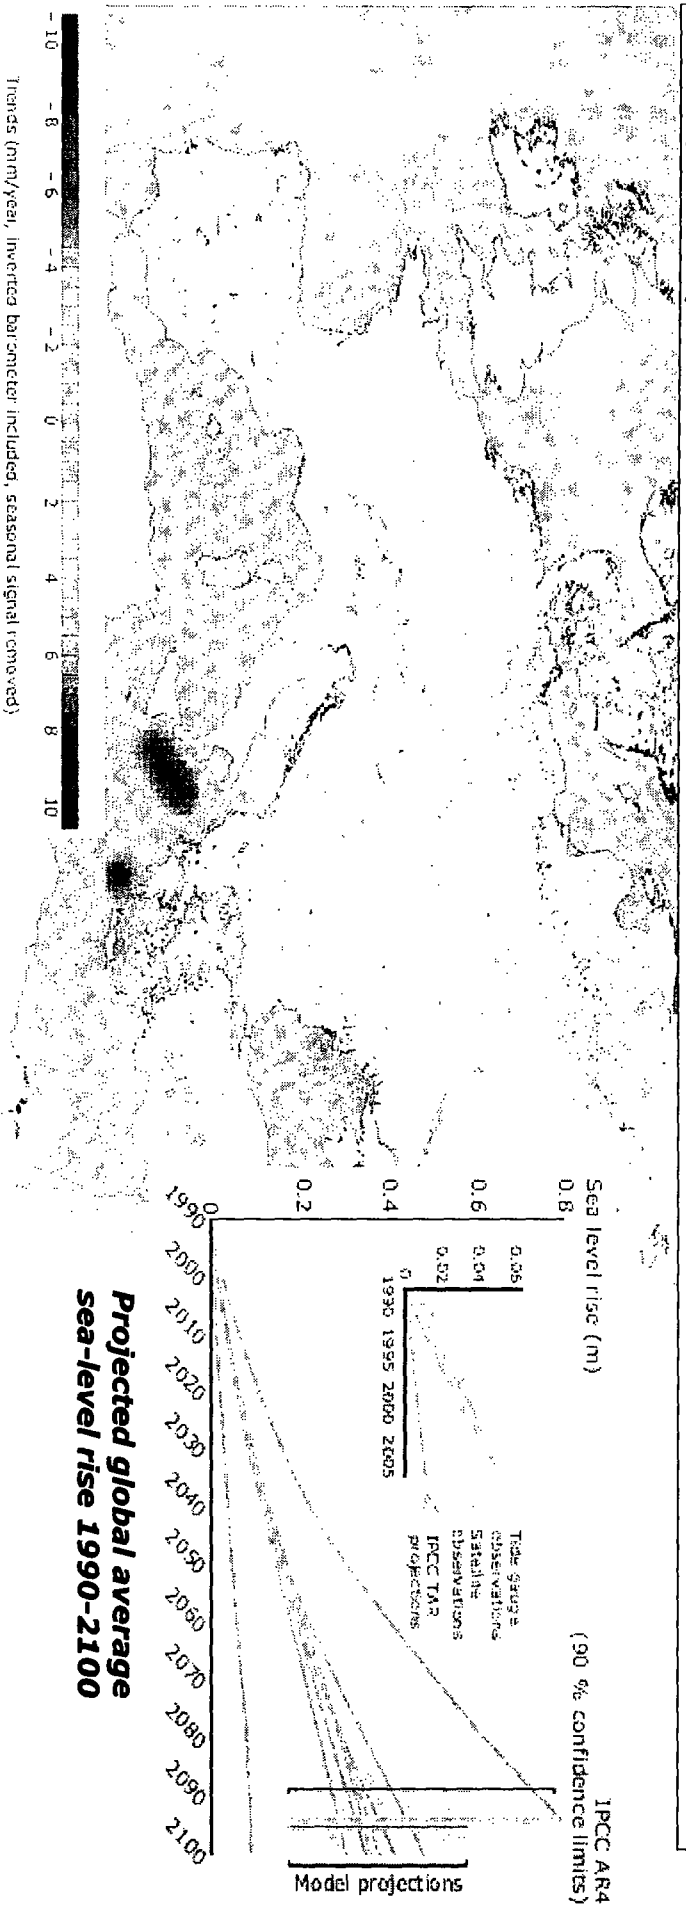 -10 -8 -6 -4 -2 0 2 4 6 8 10
Trends (mm/year, inverted barometer included, seasonal signal removed)
Sea level rise (m)
0.8
0.6
0.4
0.2
0
1990 2000 2010 2020 2030 2040 2050 2060 2070 2080 2090 2100
0.06
0.04
0.02
0
1990 1995 2000 2005
Tide gauge
observations
Satellite
observations
IPCC TAR
projections
IPCC AR4
(90 % confidence limits)
Model projections
Projected global average
sea-level rise 1990-2100